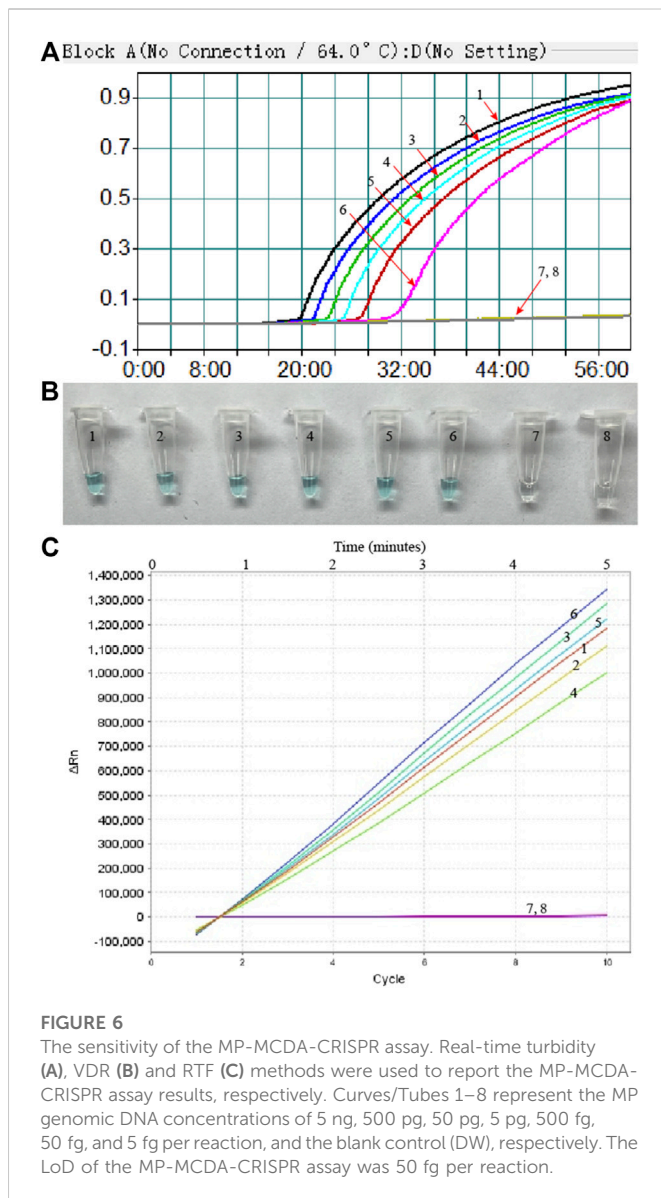 A Block A(No Connection / 64.0° C):D(No Setting)
0.9
0.7
0.5
0.3
0.1
-0.1
1
2
3
4
5
6
7, 8
0:00 8:00 20:00 32:00 44:00 56:00
B
1 2 3 4 5 6 7 8
C
Time (minutes)
0 1 2 3 4 5
1,400,000
1,300,000
1,200,000
1,100,000
1,000,000
900,000
800,000
700,000
600,000
500,000
400,000
300,000
200,000
100,000
0
-100,000
ΔRn
6
3
5
1
2
4
7, 8
0 2 4 6 8 10
Cycle
FIGURE 6
The sensitivity of the MP-MCDA-CRISPR assay. Real-time turbidity
(A), VDR (B) and RTF (C) methods were used to report the MP-MCDA-
CRISPR assay results, respectively. Curves/Tubes 1–8 represent the MP
genomic DNA concentrations of 5 ng, 500 pg, 50 pg, 5 pg, 500 fg,
50 fg, and 5 fg per reaction, and the blank control (DW), respectively. The
LoD of the MP-MCDA-CRISPR assay was 50 fg per reaction.